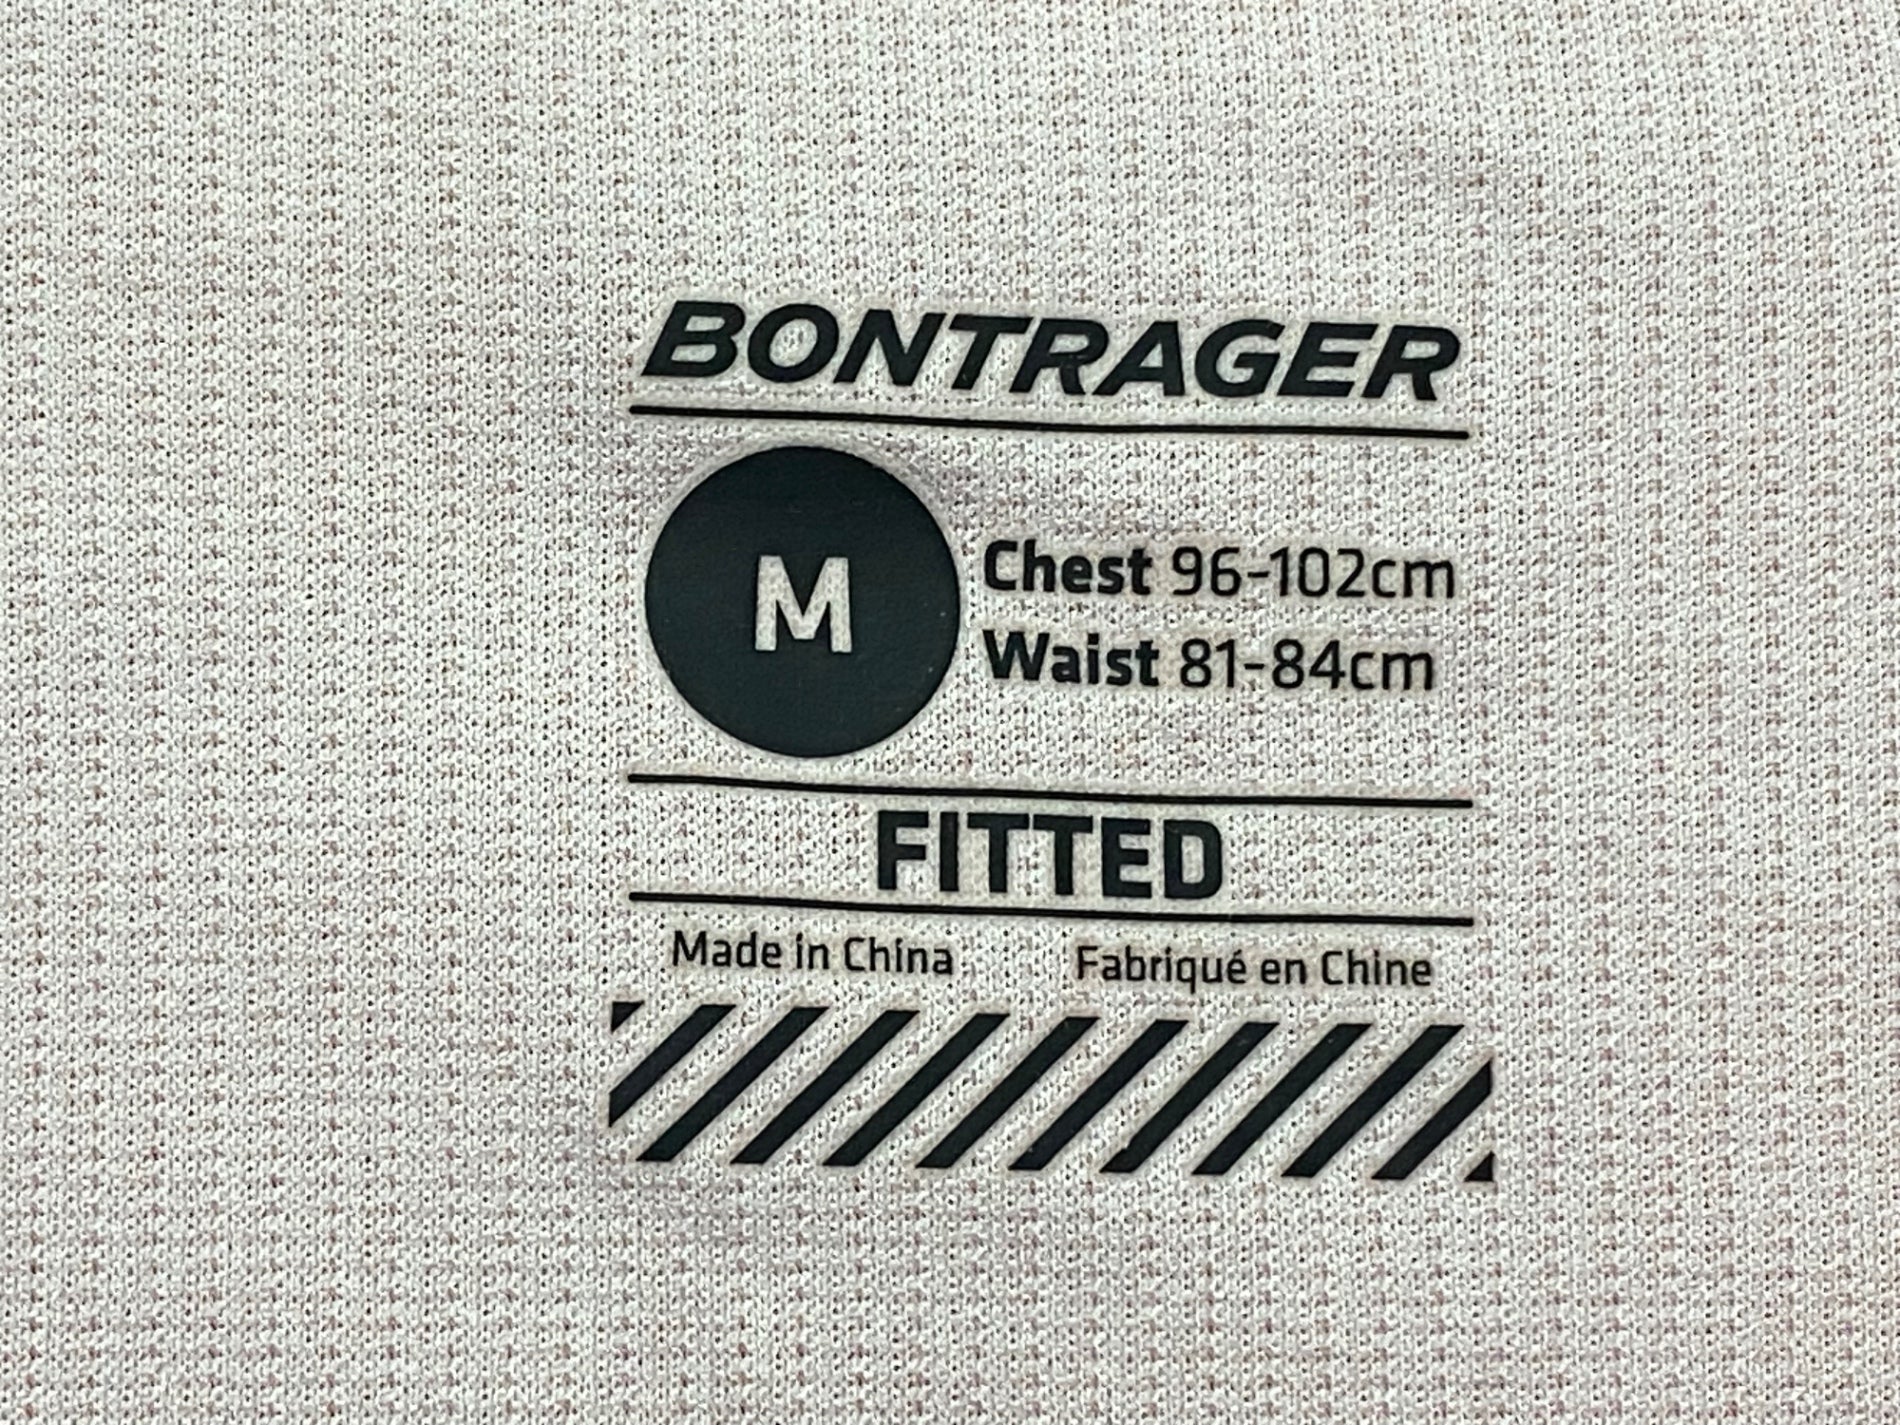 BONTRAGER
M
Chest 96-102cm
Waist 81-84cm
FITTED
Made in China
Fabriqué en Chine